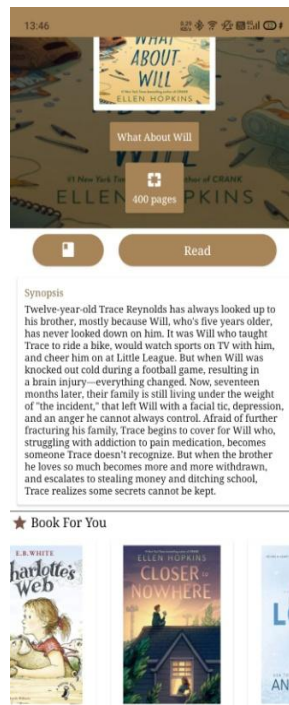 13:46
WHAT
ABOUT
WILL
ELLEN HOPKINS
What About Will
#1 New York Times bestselling author of CRANK
ELLEN HOPKINS
400 pages
Read
Synopsis
Twelve-year-old Trace Reynolds has always looked up to
his brother, mostly because Will, who's five years older,
has never looked down on him. It was Will who taught
Trace to ride a bike, would watch sports on TV with him,
and cheer him on at Little League. But when Will was
knocked out cold during a football game, resulting in
a brain injury—everything changed. Now, seventeen
months later, their family is still living under the weight
of "the incident," that left Will with a facial tic, depression,
and an anger he cannot always control. Afraid of further
fracturing his family, Trace begins to cover for Will who,
struggling with addiction to pain medication, becomes
someone Trace doesn't recognize. But when the brother
he loves so much becomes more and more withdrawn,
and escalates to stealing money and ditching school,
Trace realizes some secrets cannot be kept.
Book For You
E.B.WHITE
harlotte's
Web
ELLEN HOPKINS
CLOSER to
NOWHERE
AN